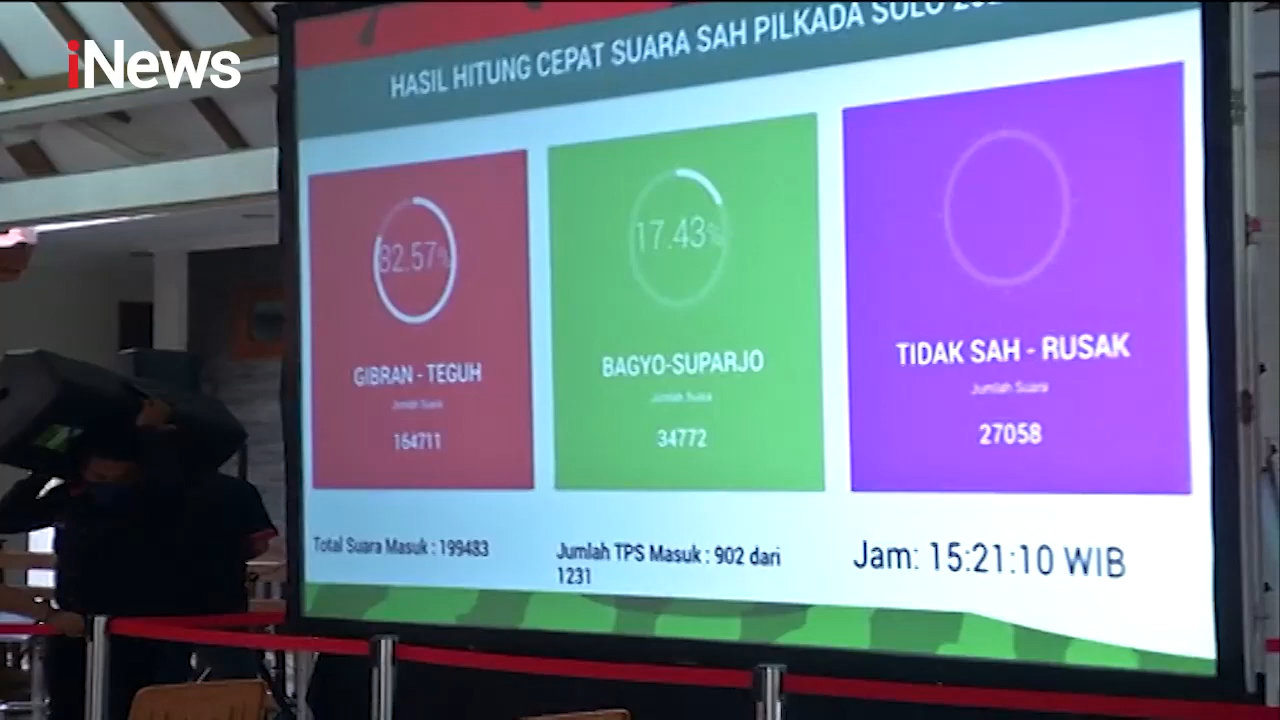 iNews
HASIL HITUNG CEPAT SUARA SAH PILKADA SOLO
82.57%
GIBRAN - TEGUH
Jumlah Suara
164711
17.43%
BAGYO-SUPARJO
Jumlah Suara
34772
TIDAK SAH - RUSAK
Jumlah Suara
27058
Total Suara Masuk : 199483
Jumlah TPS Masuk : 902 dari
1231
Jam: 15:21:10 WIB